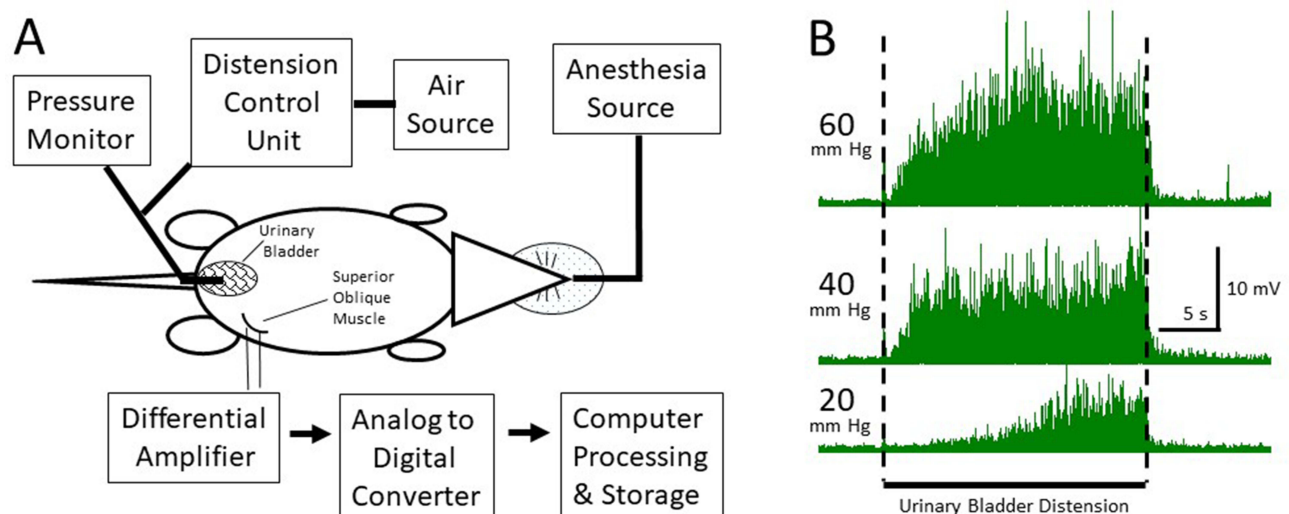 A
Pressure
Monitor
Distension
Control
Unit
Air
Source
Anesthesia
Source
Urinary
Bladder
Superior
Oblique
Muscle
Differential
Amplifier
Analog to
Digital
Converter
Computer
Processing
& Storage
B
60
mm Hg
40
mm Hg
10 mV
5 s
20
mm Hg
Urinary Bladder Distension